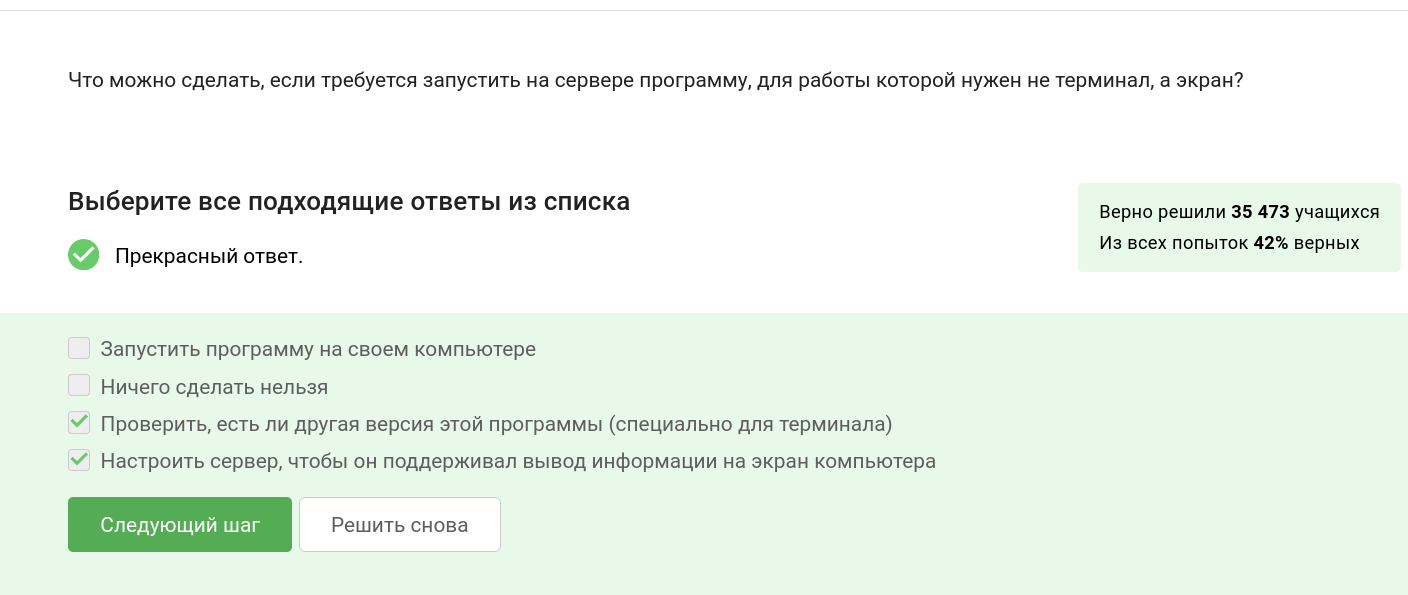 Что можно сделать, если требуется запустить на сервере программу, для работы которой нужен не терминал, а экран?
Выберите все подходящие ответы из списка
Прекрасный ответ.
Верно решили 35 473 учащихся
Из всех попыток 42% верных
Запустить программу на своем компьютере
Ничего сделать нельзя
Проверить, есть ли другая версия этой программы (специально для терминала)
Настроить сервер, чтобы он поддерживал вывод информации на экран компьютера
Следующий шаг
Решить снова